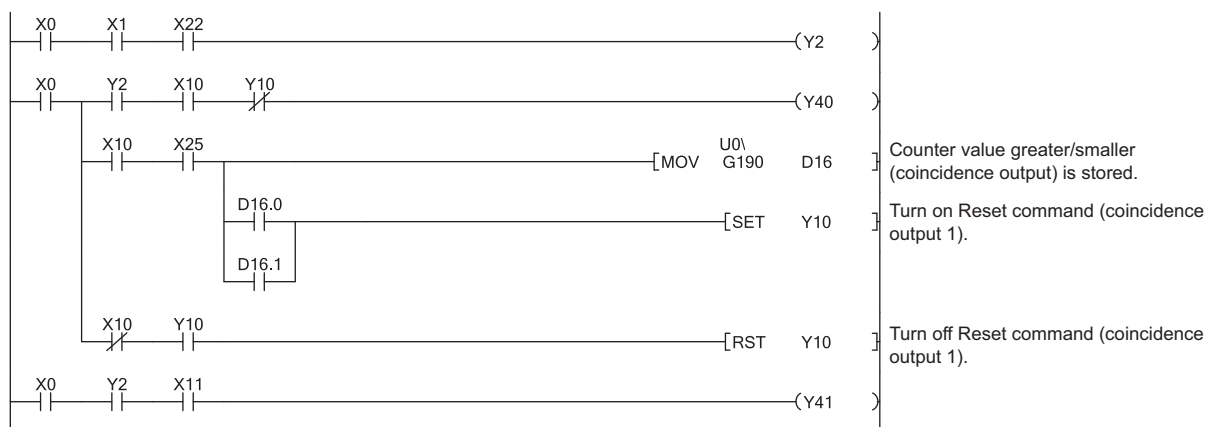 X0 X1 X22
(Y2 )
X0 Y2 X10 Y10
(Y40 )
X10 X25
U0\
[MOV G190 D16 ]
Counter value greater/smaller
(coincidence output) is stored.
D16.0
[SET Y10 ]
Turn on Reset command (coincidence
output 1).
D16.1
X10 Y10
[RST Y10 ]
Turn off Reset command (coincidence
output 1).
X0 Y2 X11
(Y41 )